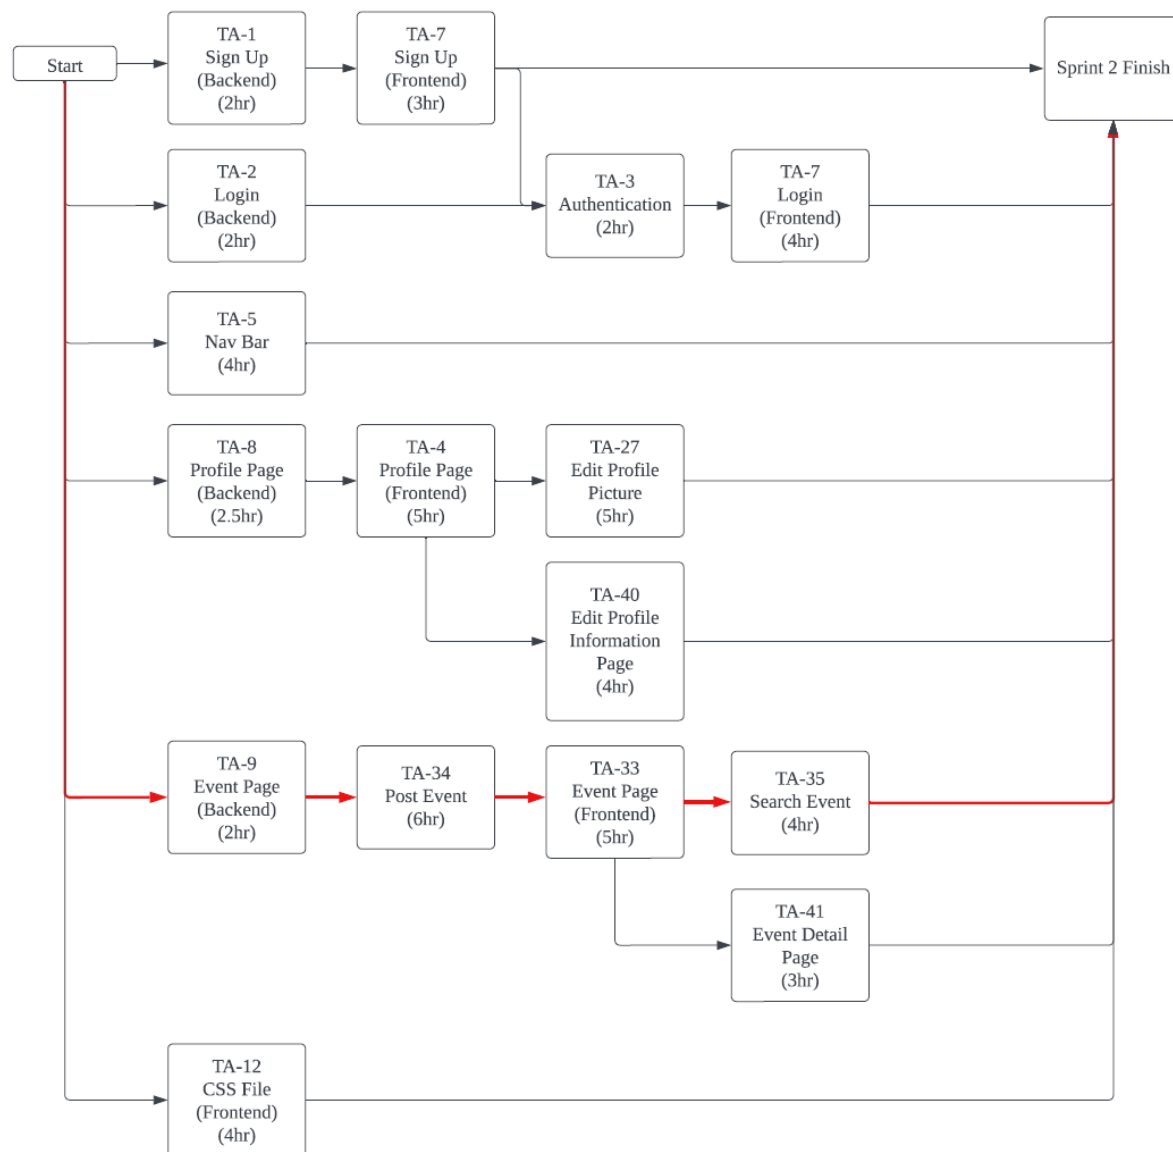 Start
TA-1
Sign Up
(Backend)
(2hr)
TA-7
Sign Up
(Frontend)
(3hr)
Sprint 2 Finish
TA-2
Login
(Backend)
(2hr)
TA-3
Authentication
(2hr)
TA-7
Login
(Frontend)
(4hr)
TA-5
Nav Bar
(4hr)
TA-8
Profile Page
(Backend)
(2.5hr)
TA-4
Profile Page
(Frontend)
(5hr)
TA-27
Edit Profile
Picture
(5hr)
TA-40
Edit Profile
Information
Page
(4hr)
TA-9
Event Page
(Backend)
(2hr)
TA-34
Post Event
(6hr)
TA-33
Event Page
(Frontend)
(5hr)
TA-35
Search Event
(4hr)
TA-41
Event Detail
Page
(3hr)
TA-12
CSS File
(Frontend)
(4hr)